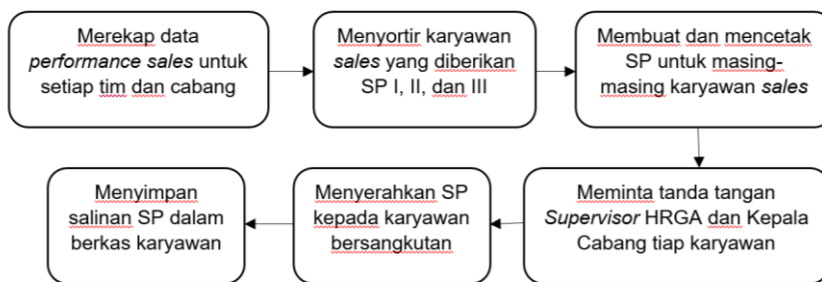 Merekap data
performance sales untuk
setiap tim dan cabang
Menyortir karyawan
sales yang diberikan
SP I, II, dan III
Membuat dan mencetak
SP untuk masing-
masing karyawan sales
Meminta tanda tangan
Supervisor HRGA dan Kepala
Cabang tiap karyawan
Menyerahkan SP
kepada karyawan
bersangkutan
Menyimpan
salinan SP dalam
berkas karyawan